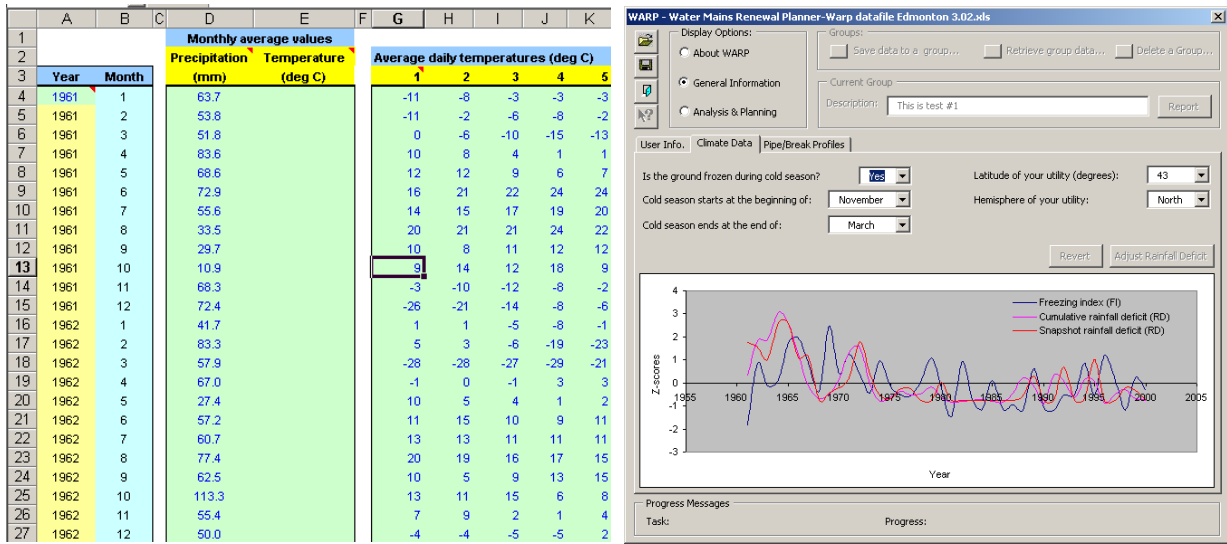 A B C D E F G H I J K
1 Monthly average values
2 Precipitation Temperature Average daily temperatures (deg C)
3 Year Month (mm) (deg C) 1 2 3 4 5
4 1961 1 63.7 -11 -8 -3 -3 -3
5 1961 2 53.8 -11 -2 -6 -8 -2
6 1961 3 51.8 0 -6 -10 -15 -13
7 1961 4 83.6 10 8 4 1 1
8 1961 5 68.6 12 12 9 6 7
9 1961 6 72.9 16 21 22 24 24
10 1961 7 55.6 14 15 17 19 20
11 1961 8 33.5 20 21 21 24 22
12 1961 9 29.7 10 8 11 12 12
13 1961 10 10.9 9 14 12 18 9
14 1961 11 68.3 -3 -10 -12 -8 -2
15 1961 12 72.4 -26 -21 -14 -8 -6
16 1962 1 41.7 1 1 -5 -8 -1
17 1962 2 83.3 5 3 -6 -19 -23
18 1962 3 57.9 -28 -28 -27 -29 -21
19 1962 4 67.0 -1 0 -1 3 3
20 1962 5 27.4 10 5 4 1 2
21 1962 6 57.2 11 15 10 9 11
22 1962 7 60.7 13 13 11 11 11
23 1962 8 77.4 20 19 16 17 15
24 1962 9 62.5 10 5 9 13 15
25 1962 10 113.3 13 11 15 6 8
26 1962 11 55.4 7 9 2 1 4
27 1962 12 50.0 -4 -4 -5 -5 2
WARP - Water Mains Renewal Planner-Warp datafile Edmonton 3.02.xls
Display Options:
About WARP
General Information
Analysis & Planning
Groups:
Save data to a group... Retrieve group data... Delete a Group...
Current Group
Description: This is test #1 Report
User Info. Climate Data Pipe/Break Profiles
Is the ground frozen during cold season? Yes Latitude of your utility (degrees): 43
Cold season starts at the beginning of: November Hemisphere of your utility: North
Cold season ends at the end of: March
Revert Adjust Rainfall Deficit
Freezing index (FI)
Cumulative rainfall deficit (RD)
Snapshot rainfall deficit (RD)
Z-scores
4
3
2
1
0
-1
-2
-3
1955 1960 1965 1970 1975 1980 1985 1990 1995 2000 2005
Year
Progress Messages
Task: Progress: